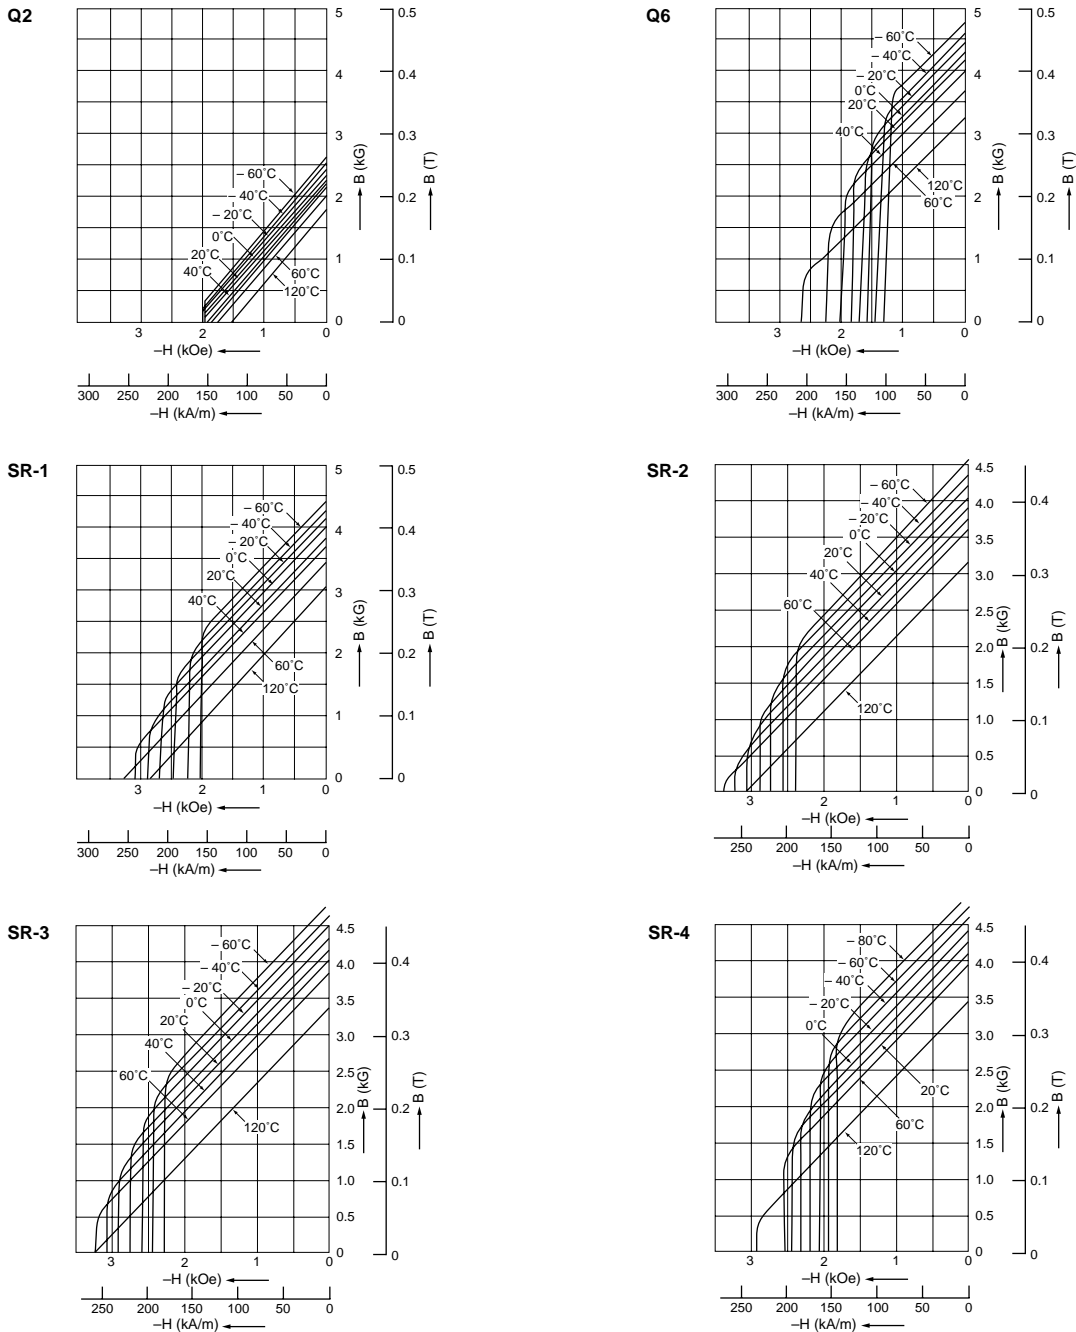 Q2
5
4
3
2
1
0
0.5
0.4
0.3
0.2
0.1
0
B (kG)
B (T)
– 60˚C
– 40˚C
– 20˚C
0˚C
20˚C
40˚C
60˚C
120˚C
3 2 1 0
–H (kOe)
300 250 200 150 100 50 0
–H (kA/m)
Q6
5
4
3
2
1
0
0.5
0.4
0.3
0.2
0.1
0
B (kG)
B (T)
– 60˚C
– 40˚C
– 20˚C
0˚C
20˚C
40˚C
120˚C
60˚C
3 2 1 0
–H (kOe)
300 250 200 150 100 50 0
–H (kA/m)
SR-1
5
4
3
2
1
0
0.5
0.4
0.3
0.2
0.1
0
B (kG)
B (T)
– 60˚C
– 40˚C
– 20˚C
0˚C
20˚C
40˚C
60˚C
120˚C
3 2 1 0
–H (kOe)
300 250 200 150 100 50 0
–H (kA/m)
SR-2
4.5
4.0
3.5
3.0
2.5
2.0
1.5
1.0
0.5
0
0.4
0.3
0.2
0.1
0
B (kG)
B (T)
– 60˚C
– 40˚C
– 20˚C
0˚C
20˚C
40˚C
60˚C
120˚C
3 2 1 0
–H (kOe)
250 200 150 100 50 0
–H (kA/m)
SR-3
4.5
4.0
3.5
3.0
2.5
2.0
1.5
1.0
0.5
0
0.4
0.3
0.2
0.1
0
B (kG)
B (T)
– 60˚C
– 40˚C
– 20˚C
0˚C
20˚C
40˚C
60˚C
120˚C
3 2 1 0
–H (kOe)
250 200 150 100 50 0
–H (kA/m)
SR-4
4.5
4.0
3.5
3.0
2.5
2.0
1.5
1.0
0.5
0
0.4
0.3
0.2
0.1
0
B (kG)
B (T)
– 80˚C
– 60˚C
– 40˚C
– 20˚C
0˚C
20˚C
60˚C
120˚C
3 2 1 0
–H (kOe)
250 200 150 100 50 0
–H (kA/m)